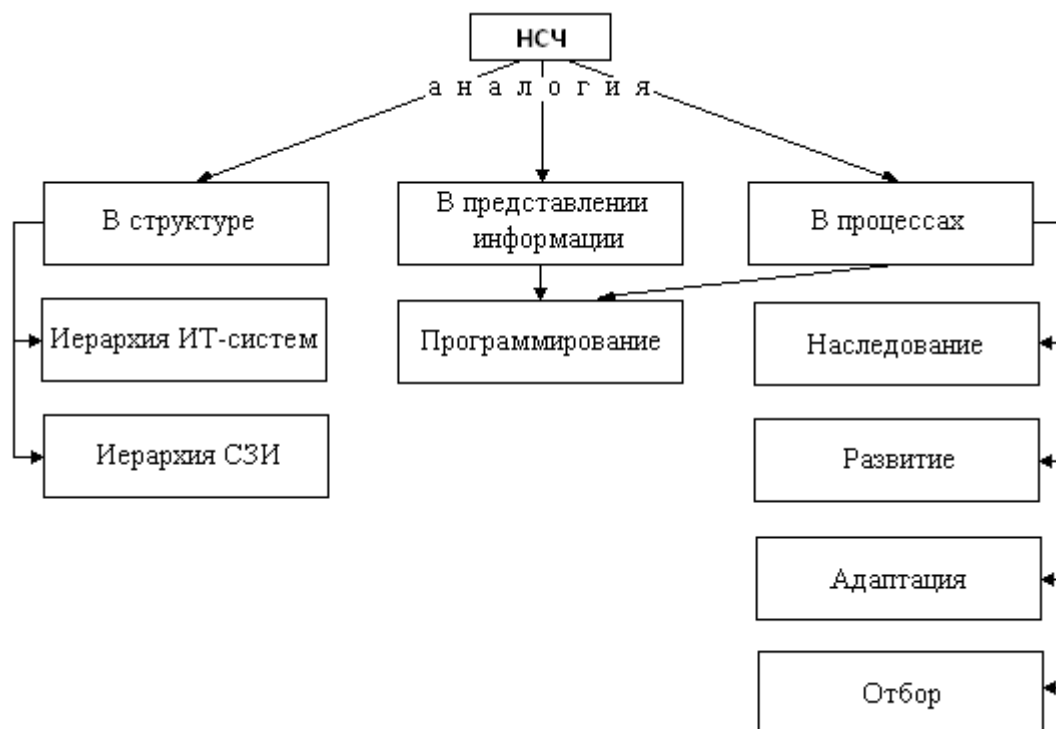 НСЧ
а н а л о г и я
В структуре
В представлении
информации
В процессах
Иерархия ИТ-систем
Программирование
Наследование
Иерархия СЗИ
Развитие
Адаптация
Отбор